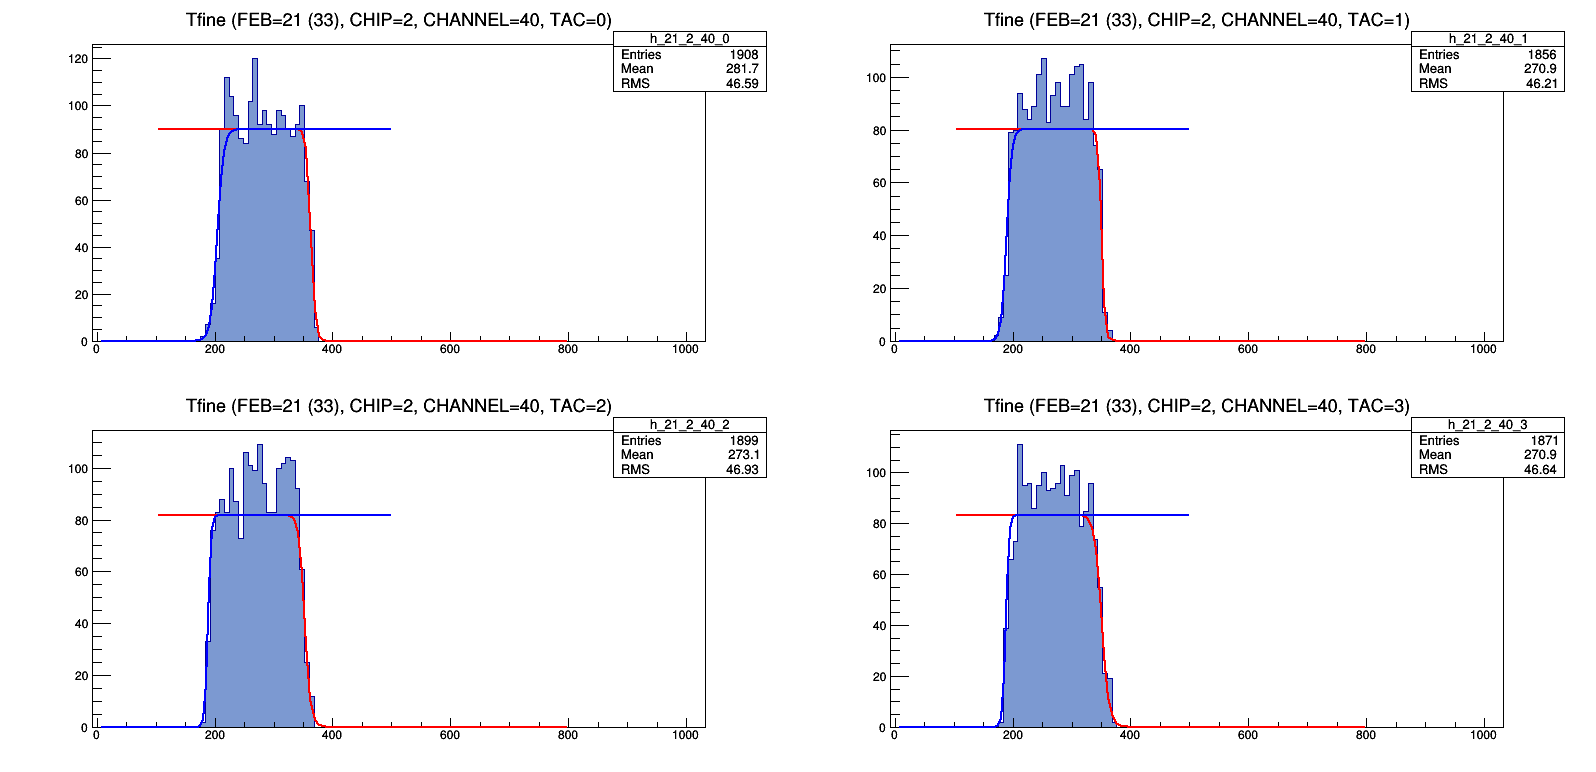 Tfine (FEB=21 (33), CHIP=2, CHANNEL=40, TAC=0)
h_21_2_40_0
Entries 1908
Mean 281.7
RMS 46.59
120
100
80
60
40
20
0
0 200 400 600 800 1000
Tfine (FEB=21 (33), CHIP=2, CHANNEL=40, TAC=1)
h_21_2_40_1
Entries 1856
Mean 270.9
RMS 46.21
100
80
60
40
20
0
0 200 400 600 800 1000
Tfine (FEB=21 (33), CHIP=2, CHANNEL=40, TAC=2)
h_21_2_40_2
Entries 1899
Mean 273.1
RMS 46.93
100
80
60
40
20
0
0 200 400 600 800 1000
Tfine (FEB=21 (33), CHIP=2, CHANNEL=40, TAC=3)
h_21_2_40_3
Entries 1871
Mean 270.9
RMS 46.64
100
80
60
40
20
0
0 200 400 600 800 1000